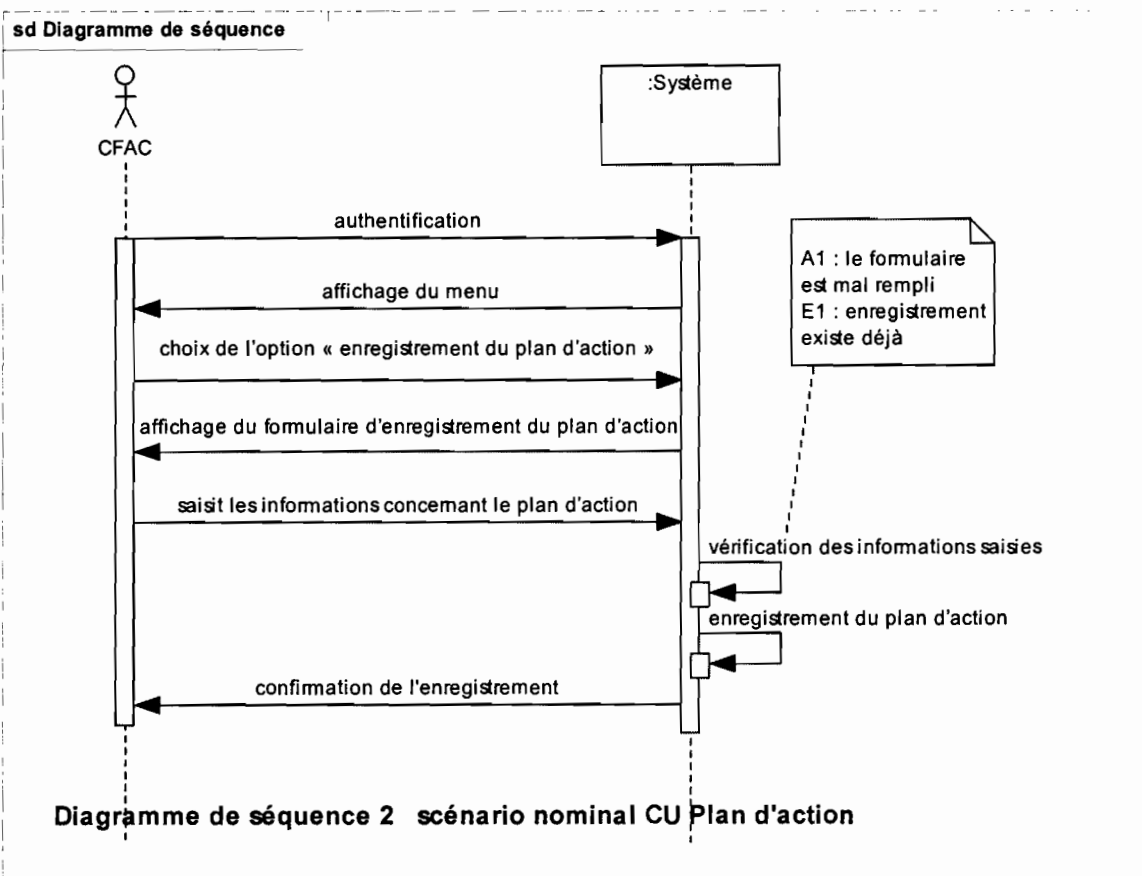 sd Diagramme de séquence
CFAC
:Système
authentification
A1 : le formulaire
est mal rempli
E1 : enregistrement
existe déjà
affichage du menu
choix de l'option « enregistrement du plan d'action »
affichage du formulaire d'enregistrement du plan d'action
saisit les informations concernant le plan d'action
vérification des informations saisies
enregistrement du plan d'action
confirmation de l'enregistrement
Diagramme de séquence 2 scénario nominal CU Plan d'action